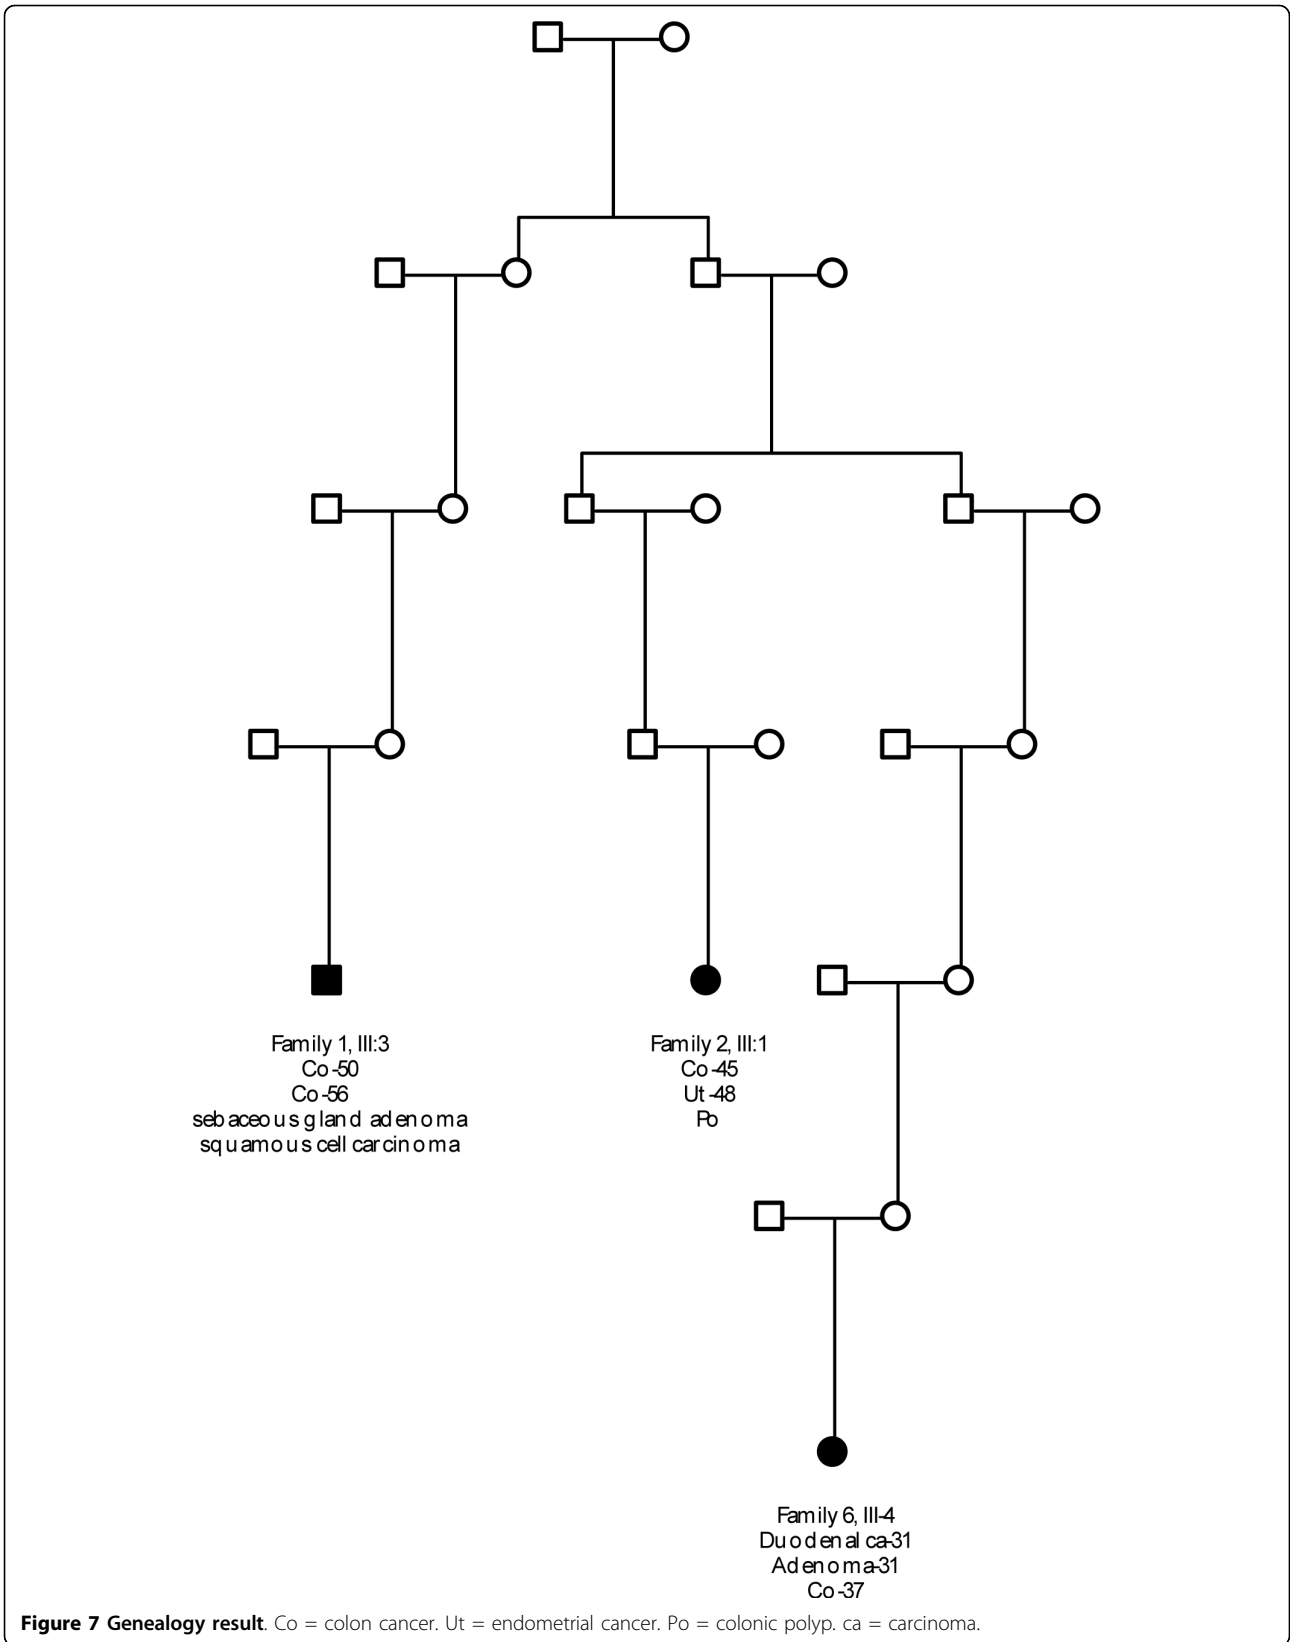 Family 1, III:3
Co-50
Co-56
sebaceous gland adenoma
squamous cell carcinoma
Family 2, III:1
Co-45
Ut-48
Po
Family 6, III-4
Duodenal ca-31
Adenoma-31
Co-37
Figure 7 Genealogy result. Co = colon cancer. Ut = endometrial cancer. Po = colonic polyp. ca = carcinoma.